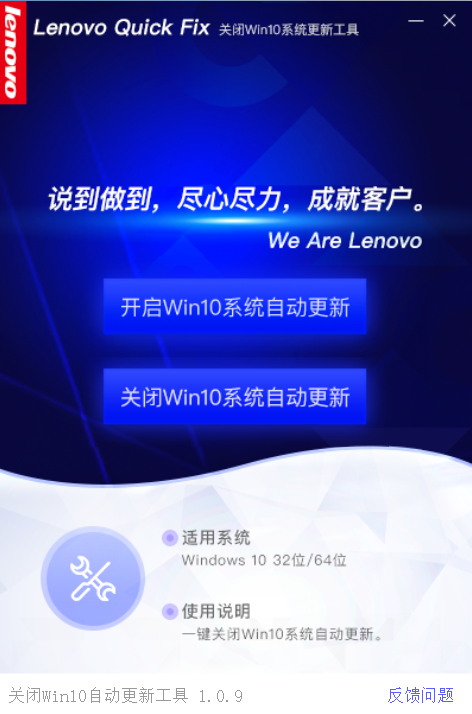 lenovo
Lenovo Quick Fix 关闭Win10系统更新工具
说到做到，尽心尽力，成就客户。
We Are Lenovo
开启Win10系统自动更新
关闭Win10系统自动更新
适用系统
Windows 10 32位/64位
使用说明
一键关闭Win10系统自动更新。
关闭Win10自动更新工具 1.0.9
反馈问题